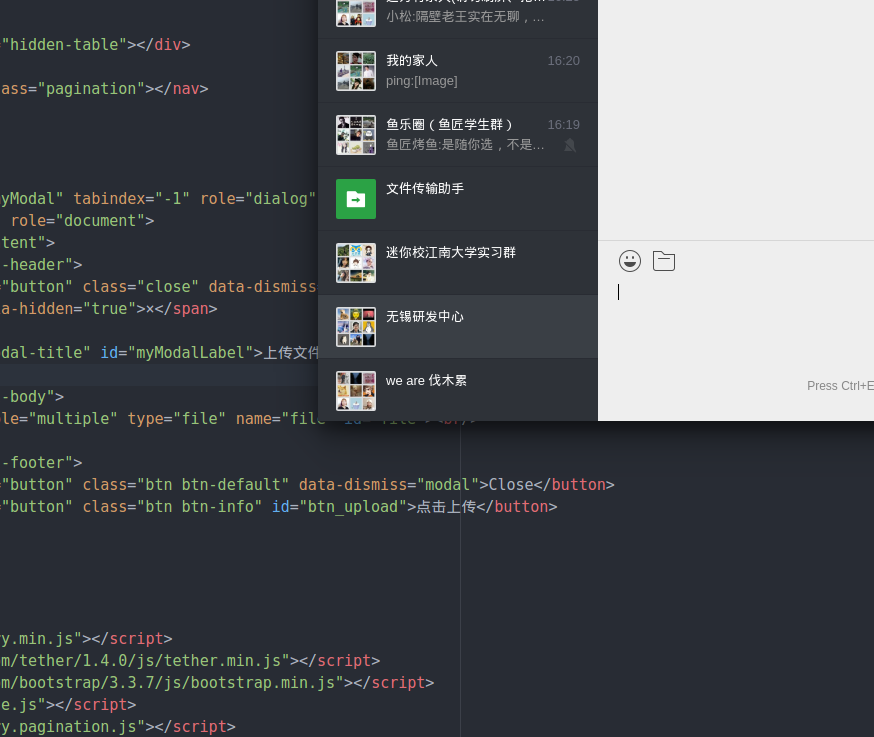 ="hidden-table"></div>
ass="pagination"></nav>
yModal" tabindex="-1" role="dialog"
role="document">
tent">
-header">
="button" class="close" data-dismiss
a-hidden="true">×</span>
dal-title" id="myModalLabel">上传文件
-body">
ple="multiple" type="file" name="file" id="file"><br/>
-footer">
="button" class="btn btn-default" data-dismiss="modal">Close</button>
="button" class="btn btn-info" id="btn_upload">点击上传</button>
y.min.js"></script>
m/tether/1.4.0/js/tether.min.js"></script>
m/bootstrap/3.3.7/js/bootstrap.min.js"></script>
e.js"></script>
y.pagination.js"></script>
小松:隔壁老王实在无聊，...
我的家人
16:20
ping:[Image]
鱼乐圈（鱼匠学生群）
16:19
鱼匠烤鱼:是随你选，不是...
文件传输助手
迷你校江南大学实习群
无锡研发中心
we are 伐木累
Press Ctrl+E